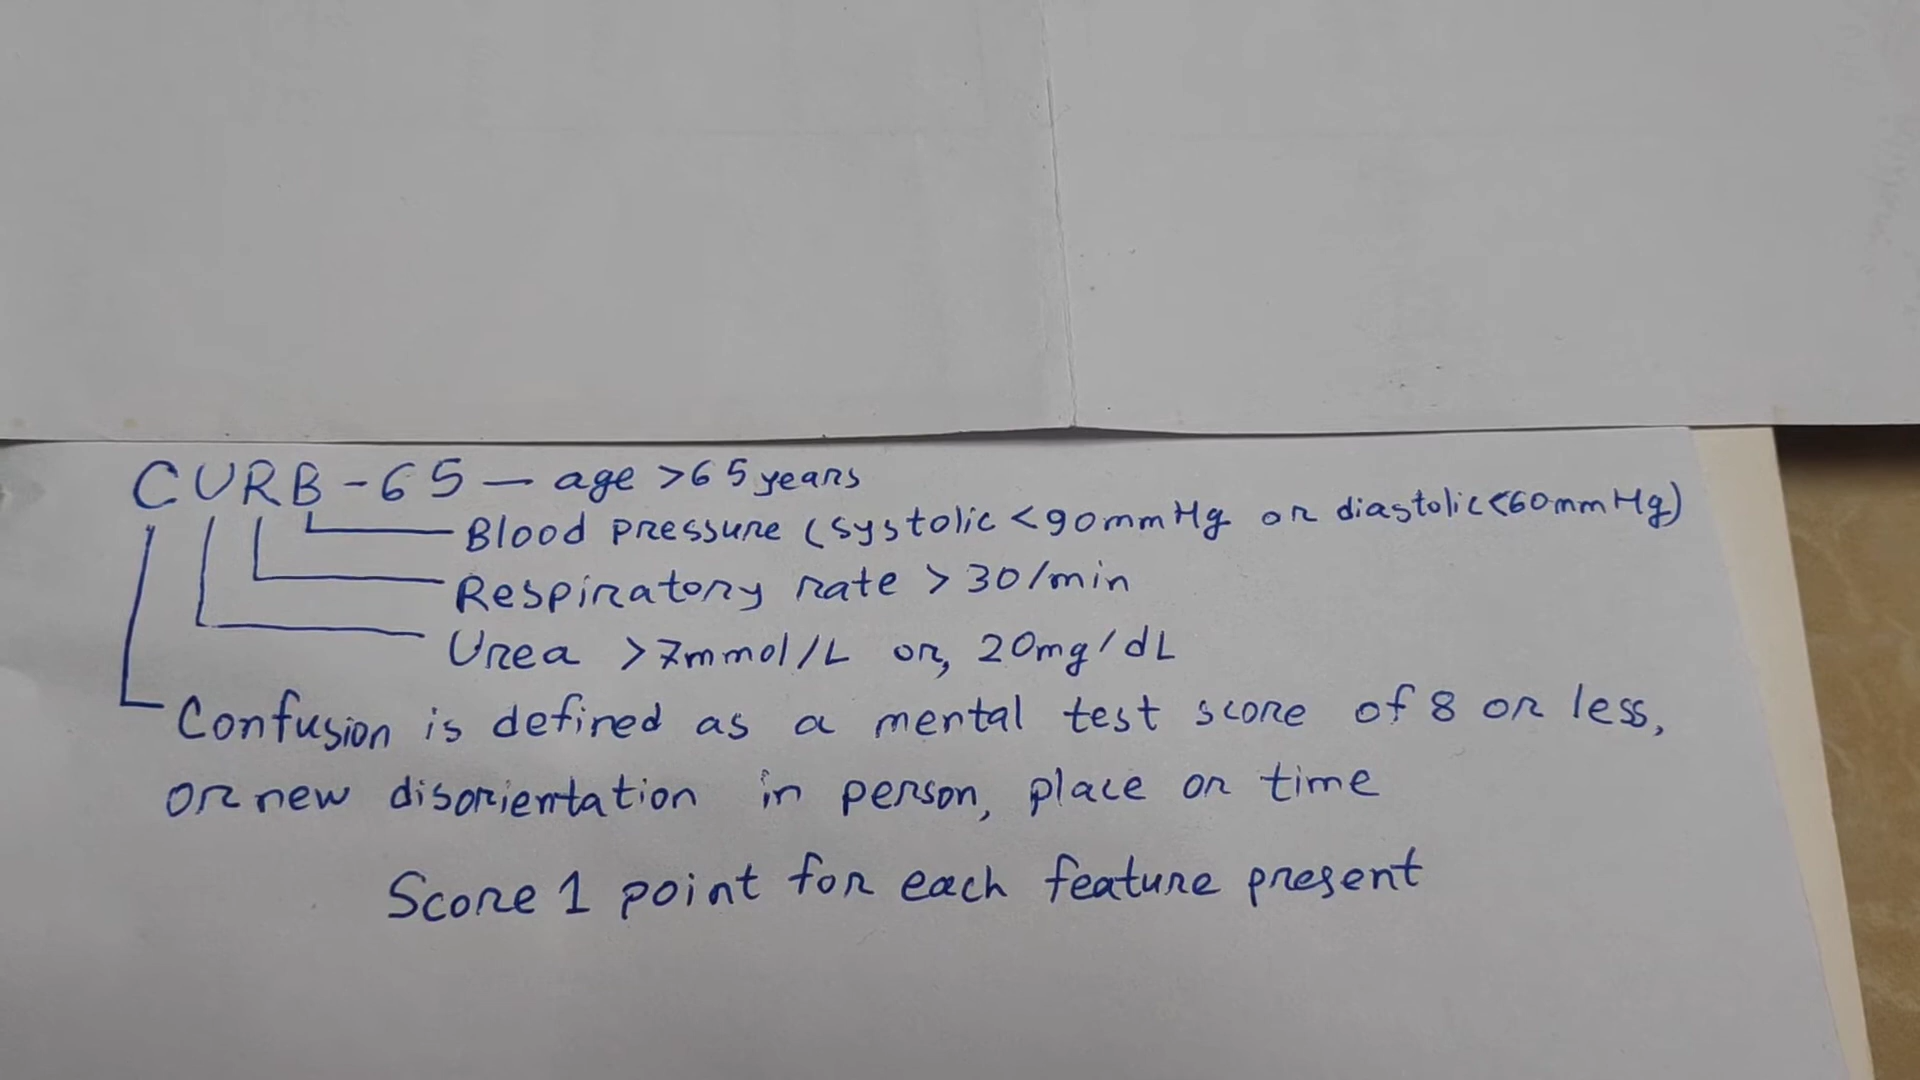 CURB-65 — age >65 years
Blood pressure (systolic <90mmHg or diastolic<60mmHg)
Respiratory rate >30/min
Urea >7mmol/L or, 20mg/dL
Confusion is defined as a mental test score of 8 or less,
or new disorientation in person, place or time
Score 1 point for each feature present